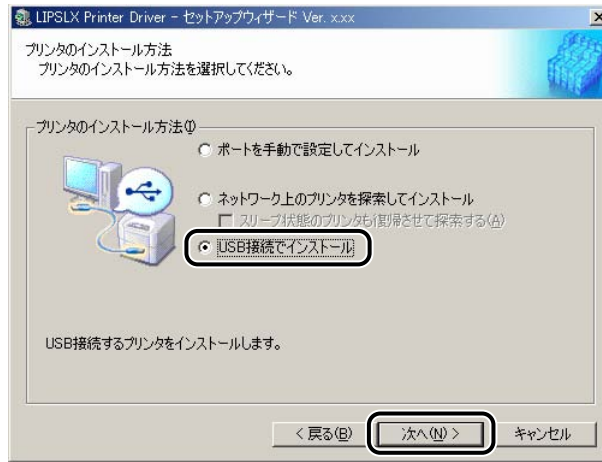 LIPSLX Printer Driver - セットアップウィザード Ver. x.xx
プリンタのインストール方法
プリンタのインストール方法を選択してください。
プリンタのインストール方法(I)
ポートを手動で設定してインストール
ネットワーク上のプリンタを探索してインストール
スリープ状態のプリンタも復帰させて探索する(A)
USB接続でインストール
USB接続するプリンタをインストールします。
< 戻る(B) 次へ(N) > キャンセル